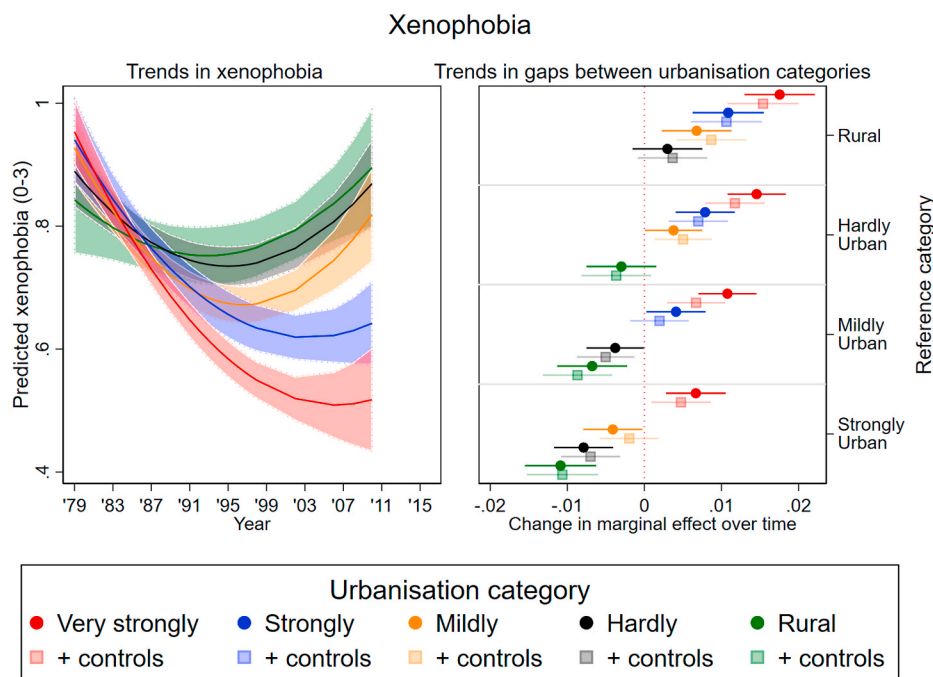 Xenophobia
Trends in xenophobia
Trends in gaps between urbanisation categories
Predicted xenophobia (0-3)
1
.8
.6
.4
'79 '83 '87 '91 '95 '99 '03 '07 '11 '15
Year
Rural
Hardly
Urban
Mildly
Urban
Strongly
Urban
Reference category
-.02 -.01 0 .01 .02
Change in marginal effect over time
Urbanisation category
Very strongly Strongly Mildly Hardly Rural
+ controls + controls + controls + controls + controls